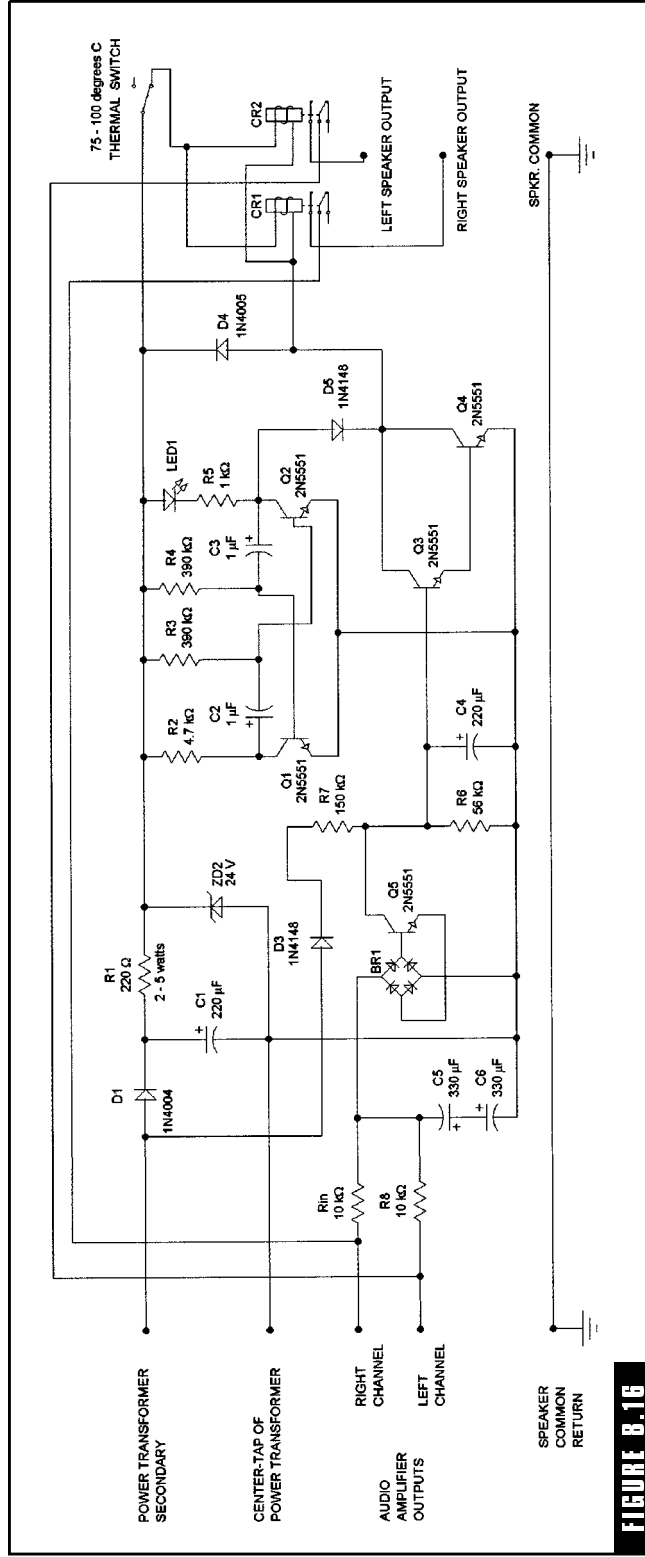 75 - 100 degrees C
THERMAL SWITCH
CR2
CR1
LEFT SPEAKER OUTPUT
RIGHT SPEAKER OUTPUT
SPKR. COMMON
D4
1N4005
D5
1N4148
LED1
R5
1 kΩ
Q2
2N5551
Q4
2N5551
Q3
2N5551
C3
1 µF
+
R4
390 kΩ
R3
390 kΩ
C2
1 µF
+
R2
4.7 kΩ
Q1
2N5551
R7
150 kΩ
C4
220 µF
+
R6
56 kΩ
ZD2
24 V
Q5
2N5551
BR1
D3
1N4148
R1
220 Ω
2 - 5 watts
C1
220 µF
+
D1
1N4004
C5
330 µF
+
C6
330 µF
+
Rin
10 kΩ
R8
10 kΩ
POWER TRANSFORMER
SECONDARY
CENTER-TAP OF
POWER TRANSFORMER
RIGHT
CHANNEL
LEFT
CHANNEL
AUDIO
AMPLIFIER
OUTPUTS
SPEAKER
COMMON
RETURN
FIGURE 8.16